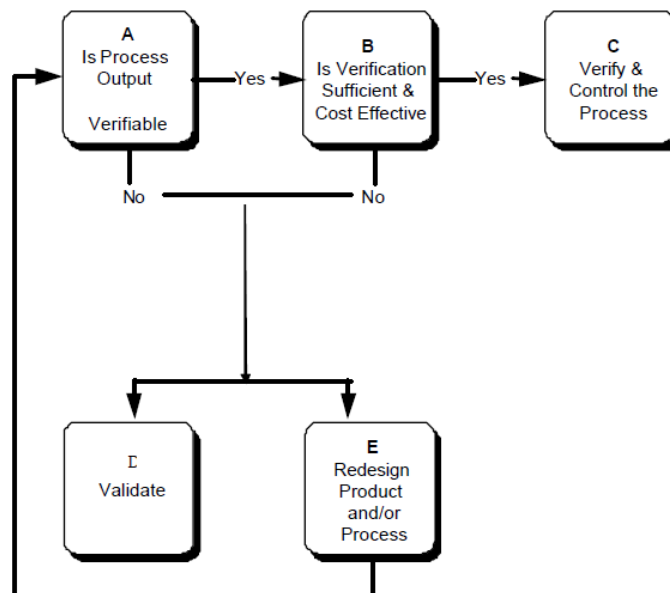 A
Is Process
Output
Verifiable
Yes
B
Is Verification
Sufficient &
Cost Effective
Yes
C
Verify &
Control the
Process
No
No
Validate
E
Redesign
Product
and/or
Process